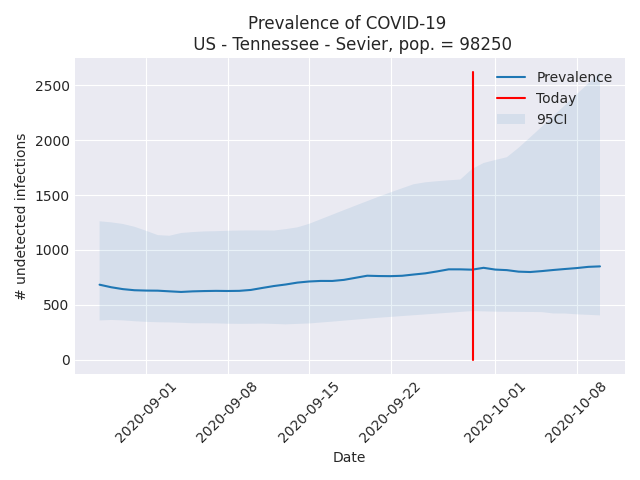 Prevalence of COVID-19
US - Tennessee - Sevier, pop. = 98250
Prevalence
Today
95CI
# undetected infections
2500
2000
1500
1000
500
0
2020-09-01
2020-09-08
2020-09-15
2020-09-22
2020-10-01
2020-10-08
Date